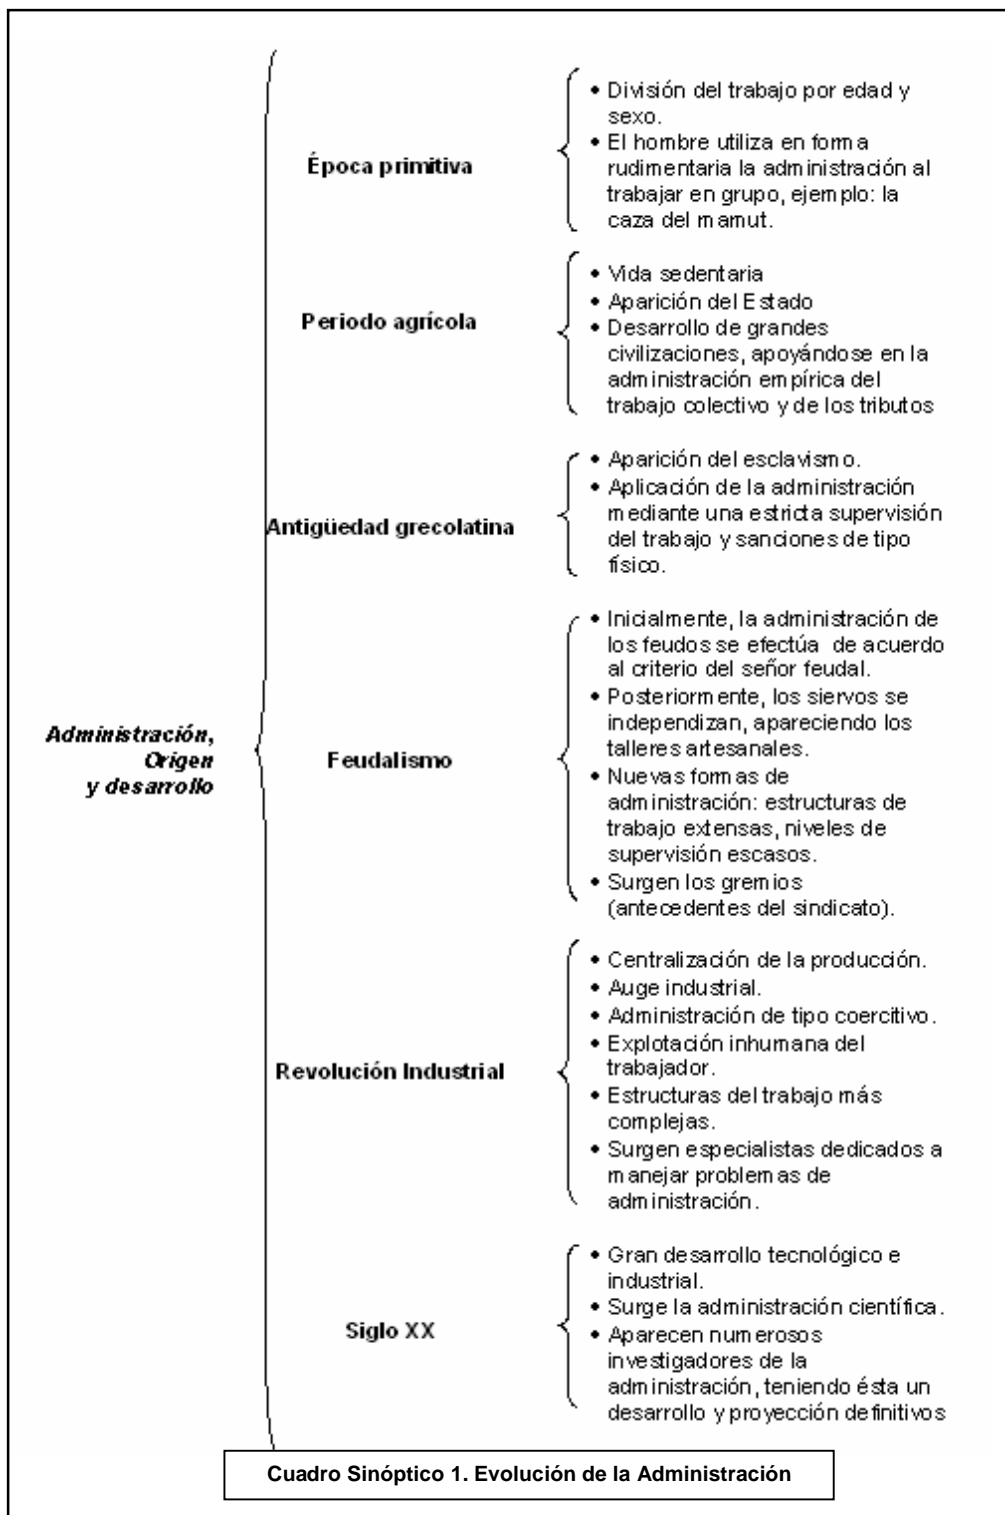 Administración,
Origen
y desarrollo
Época primitiva
• División del trabajo por edad y
sexo.
• El hombre utiliza en forma
rudimentaria la administración al
trabajar en grupo, ejemplo: la
caza del mamut.
Periodo agrícola
• Vida sedentaria
• Aparición del Estado
• Desarrollo de grandes
civilizaciones, apoyándose en la
administración empírica del
trabajo colectivo y de los tributos
Antigüedad grecolatina
• Aparición del esclavismo.
• Aplicación de la administración
mediante una estricta supervisión
del trabajo y sanciones de tipo
físico.
Feudalismo
• Inicialmente, la administración de
los feudos se efectúa de acuerdo
al criterio del señor feudal.
• Posteriormente, los siervos se
independizan, apareciendo los
talleres artesanales.
• Nuevas formas de
administración: estructuras de
trabajo extensas, niveles de
supervisión escasos.
• Surgen los gremios
(antecedentes del sindicato).
Revolución Industrial
• Centralización de la producción.
• Auge industrial.
• Administración de tipo coercitivo.
• Explotación inhumana del
trabajador.
• Estructuras del trabajo más
complejas.
• Surgen especialistas dedicados a
manejar problemas de
administración.
Siglo XX
• Gran desarrollo tecnológico e
industrial.
• Surge la administración científica.
• Aparecen numerosos
investigadores de la
administración, teniendo ésta un
desarrollo y proyección definitivos
Cuadro Sinóptico 1. Evolución de la Administración